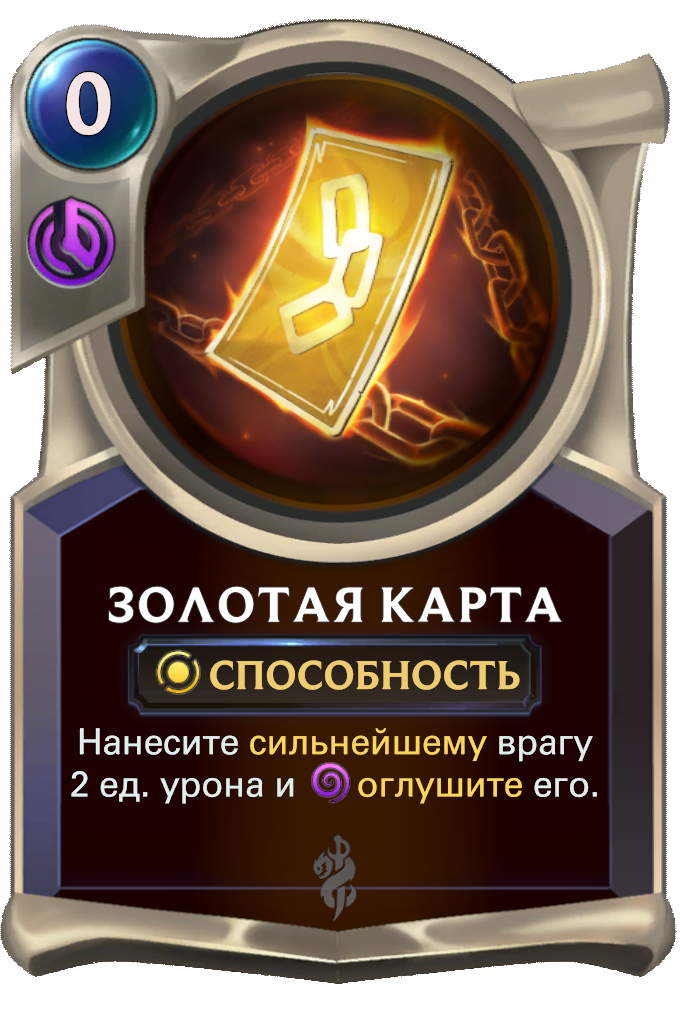 0
ЗОЛОТАЯ КАРТА
СПОСОБНОСТЬ
Нанесите сильнейшему врагу
2 ед. урона и оглушите его.